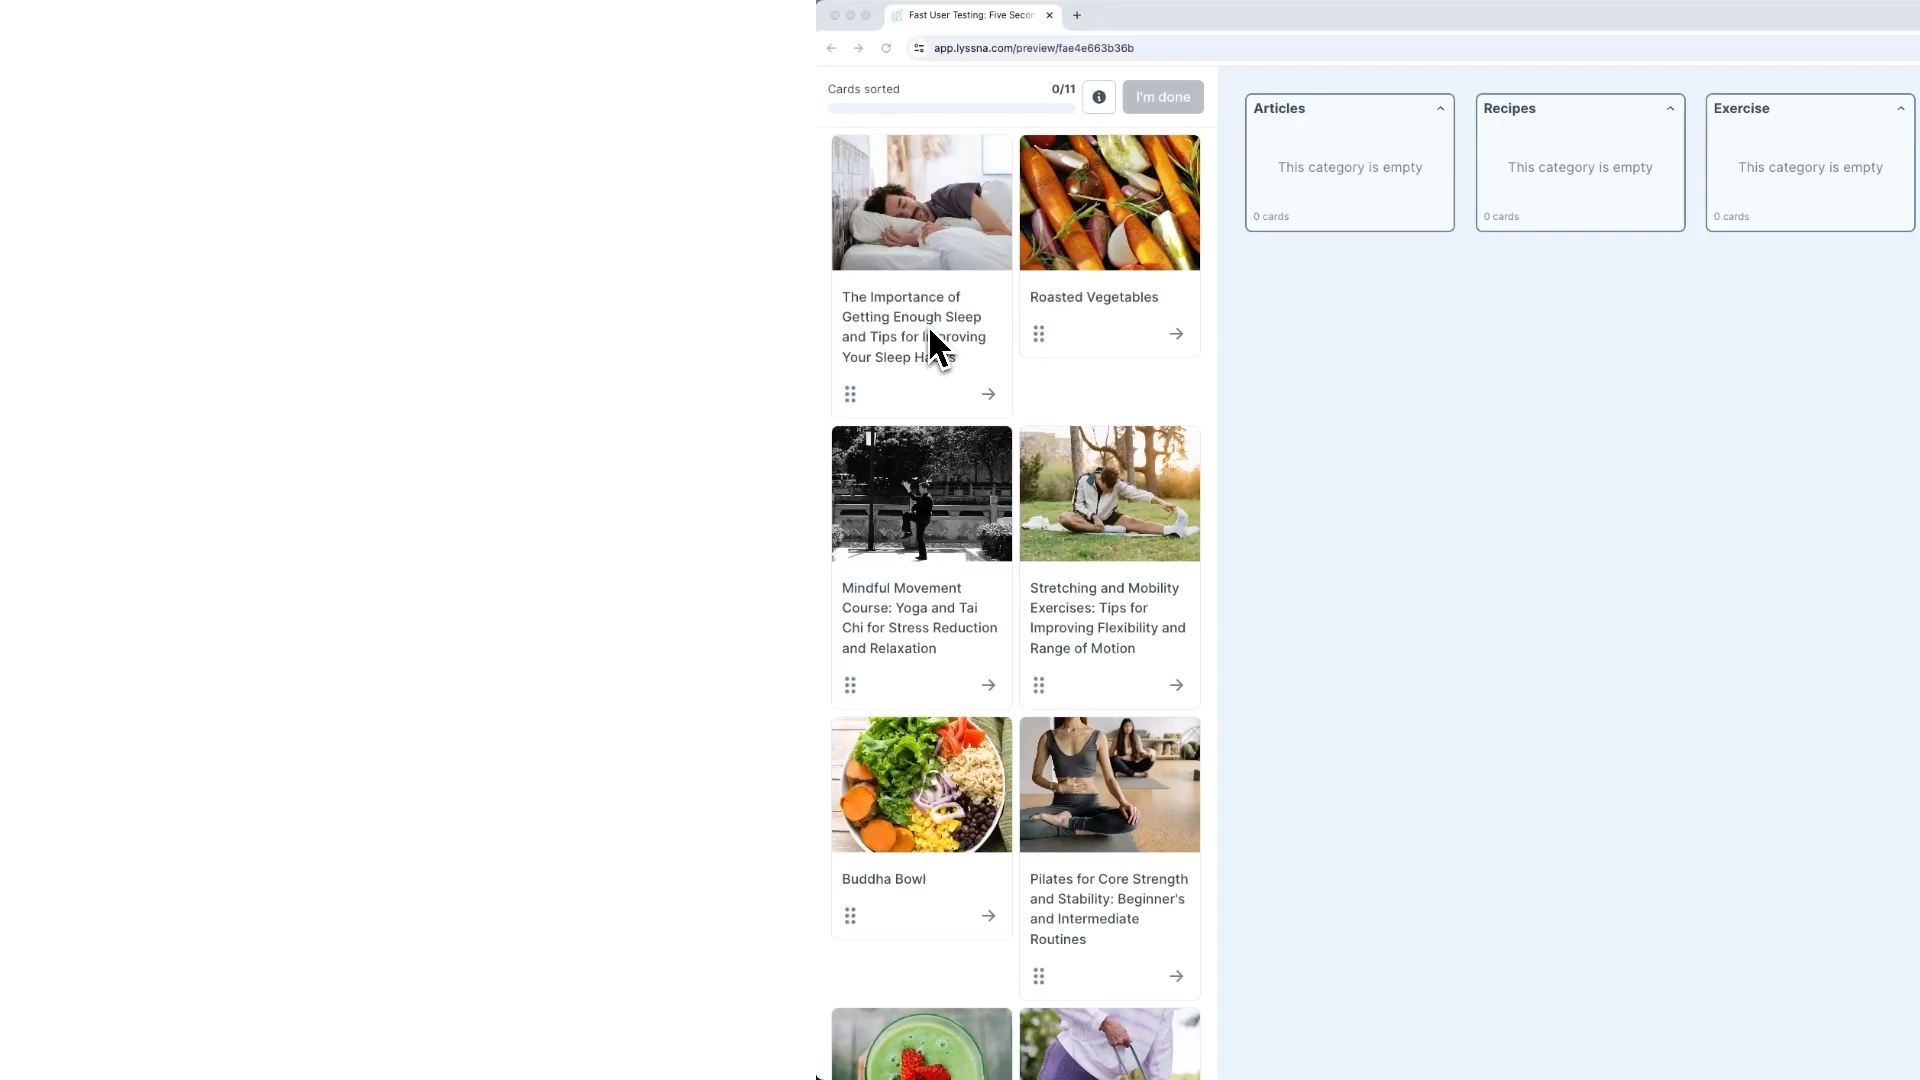 Fast User Testing: Five Secon
app.lyssna.com/preview/fae4e663b36b
Cards sorted
0/11
I'm done
The Importance of
Getting Enough Sleep
and Tips for Improving
Your Sleep Habits
Roasted Vegetables
Mindful Movement
Course: Yoga and Tai
Chi for Stress Reduction
and Relaxation
Stretching and Mobility
Exercises: Tips for
Improving Flexibility and
Range of Motion
Buddha Bowl
Pilates for Core Strength
and Stability: Beginner's
and Intermediate
Routines
Articles
This category is empty
0 cards
Recipes
This category is empty
0 cards
Exercise
This category is empty
0 cards